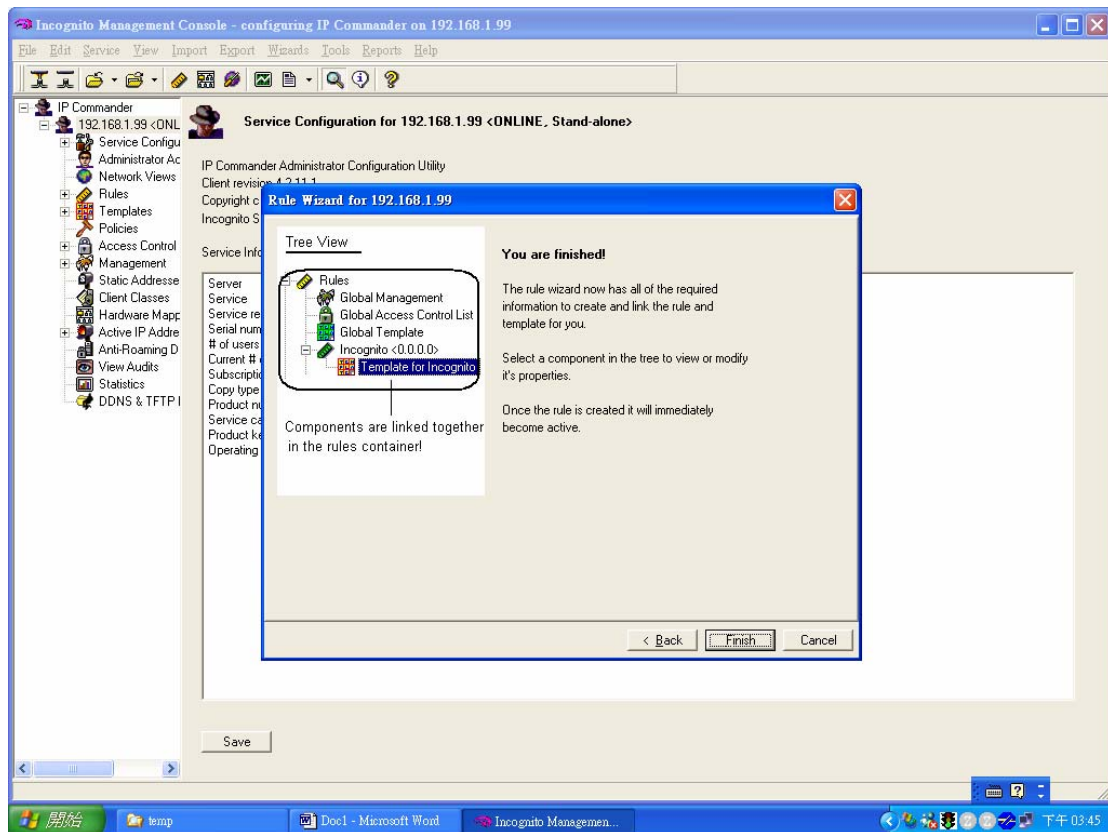 Incognito Management Console - configuring IP Commander on 192.168.1.99
File Edit Service View Import Export Wizards Tools Reports Help
IP Commander
192.168.1.99 <ONL
Service Configu
Administrator Ac
Network Views
Rules
Templates
Policies
Access Control
Management
Static Addresse
Client Classes
Hardware Mapp
Active IP Addre
Anti-Roaming D
View Audits
Statistics
DDNS & TFTP I
Service Configuration for 192.168.1.99 <ONLINE, Stand-alone>
IP Commander Administrator Configuration Utility
Client revision 4.2.11.1
Copyright c
Incognito S
Service Info
Server
Service
Service re
Serial num
# of users
Current #
Subscripti
Copy type
Product nu
Service ca
Product ke
Operating
Save
Rule Wizard for 192.168.1.99
Tree View
Rules
Global Management
Global Access Control List
Global Template
Incognito <0.0.0.0>
Template for Incognito
Components are linked together
in the rules container!
You are finished!
The rule wizard now has all of the required
information to create and link the rule and
template for you.
Select a component in the tree to view or modify
it's properties.
Once the rule is created it will immediately
become active.
< Back Finish Cancel
開始 temp Doc1 - Microsoft Word Incognito Managemen... 下午 03:45